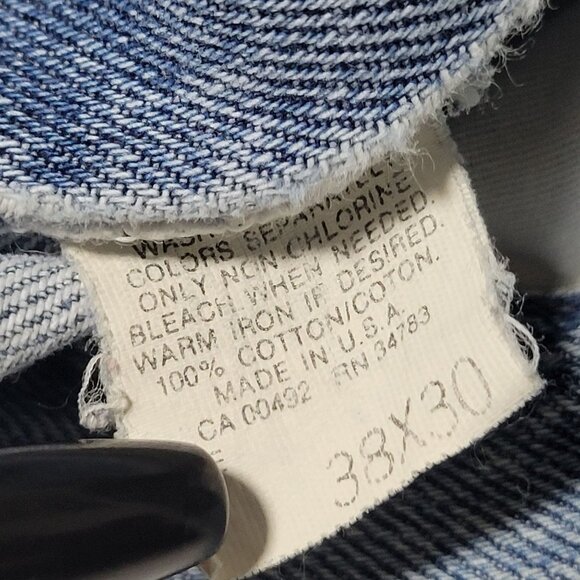 WASH
COLORS SEPARATELY
ONLY NON-CHLORINE
BLEACH WHEN NEEDED.
WARM IRON IF DESIRED.
100% COTTON/COTON.
MADE IN U.S.A.
CA 00492 RN 34783
38X30